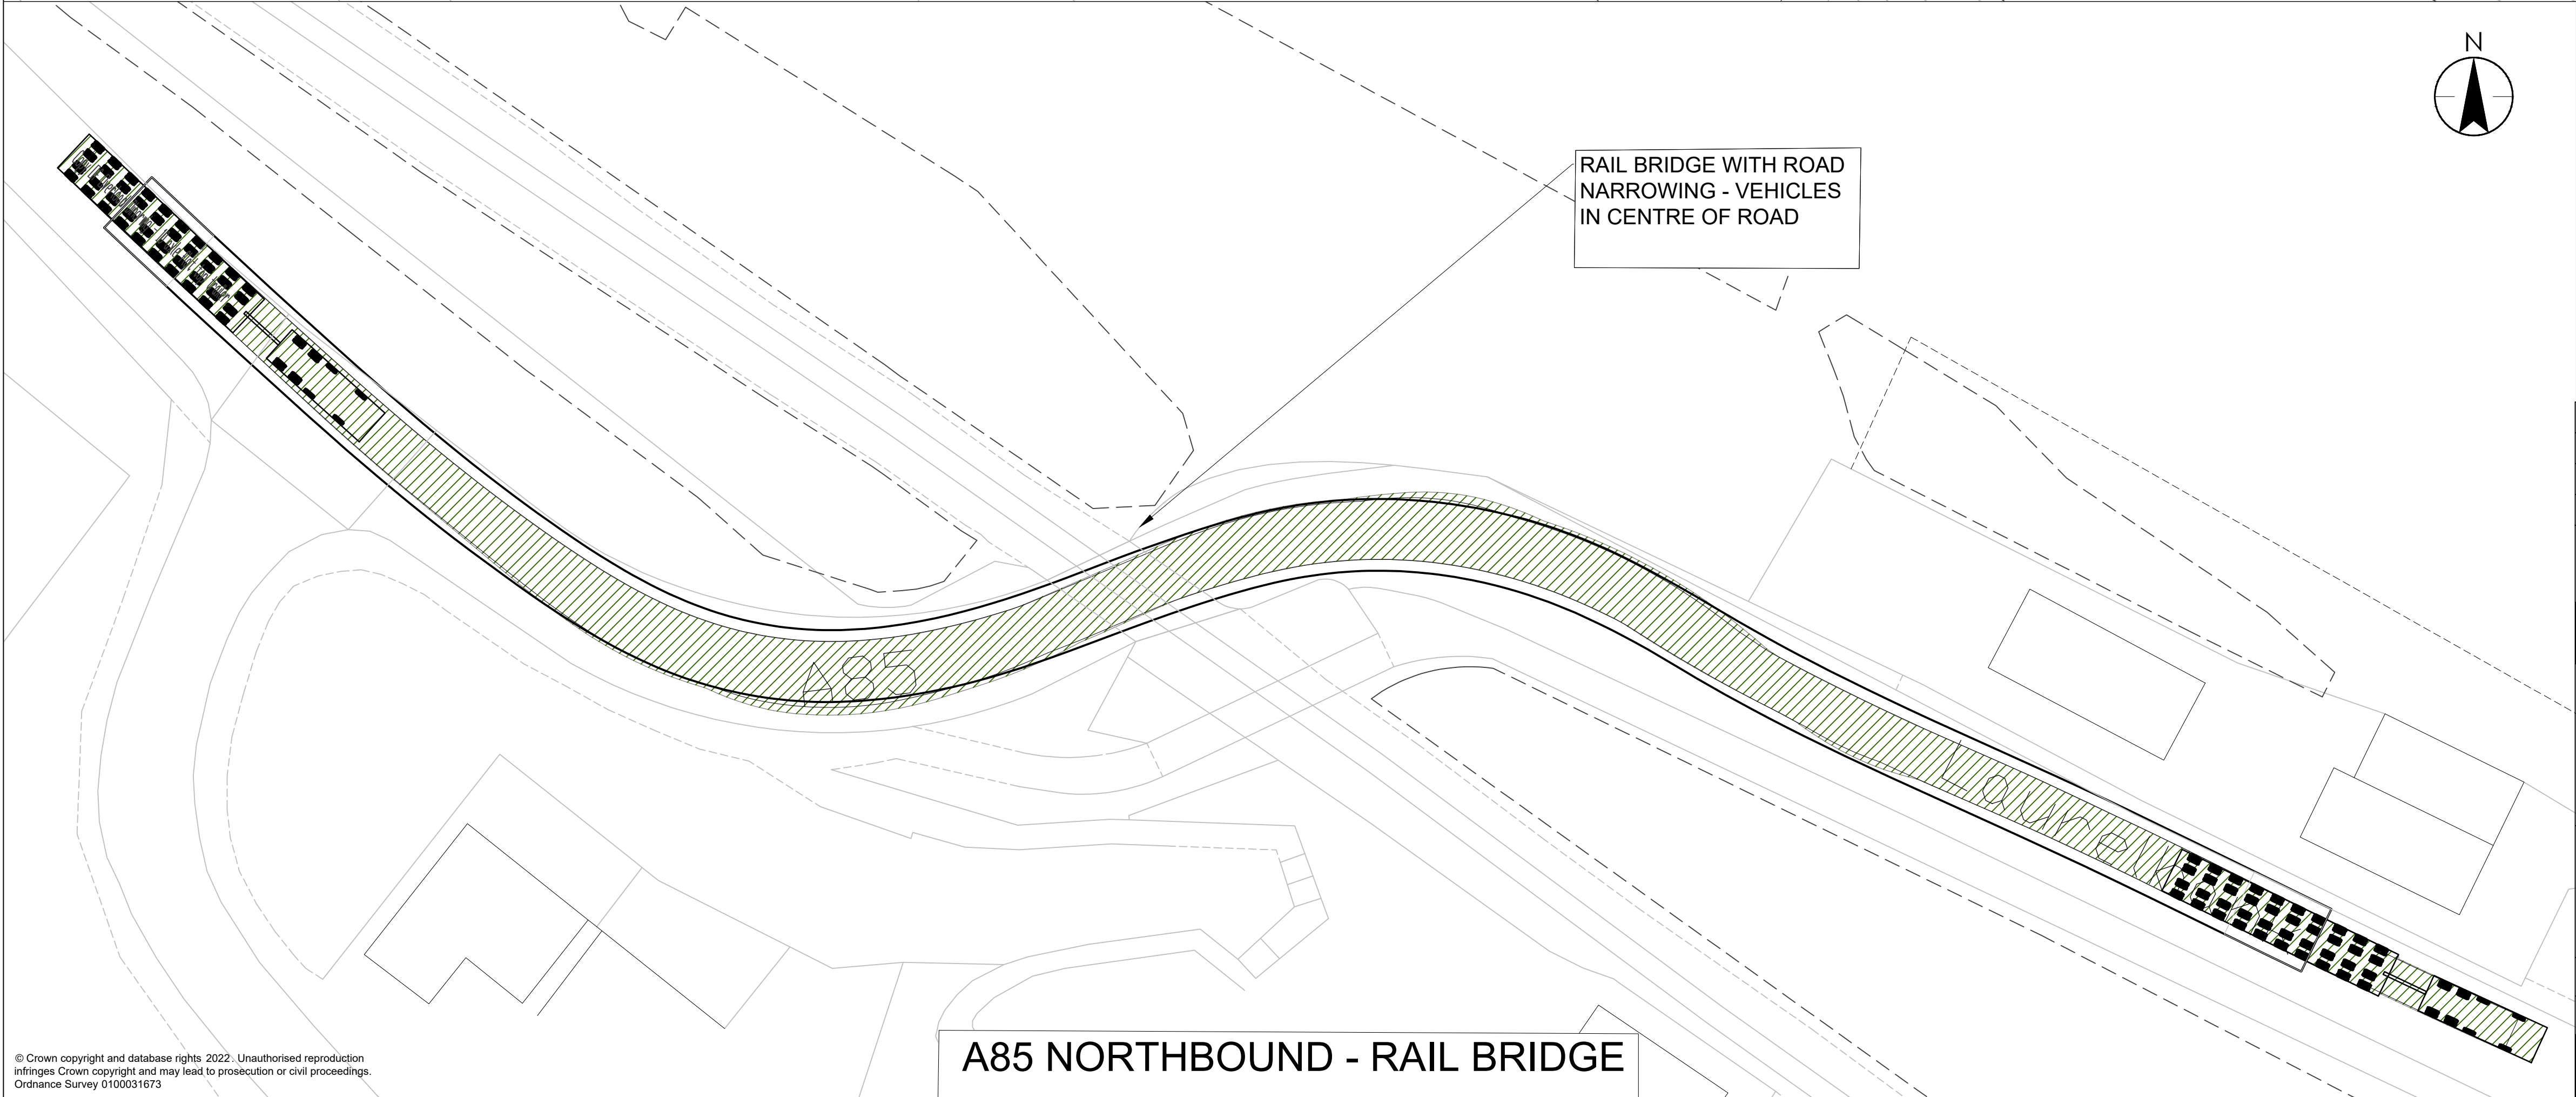 N
RAIL BRIDGE WITH ROAD
NARROWING - VEHICLES
IN CENTRE OF ROAD
A85
A85 NORTHBOUND - RAIL BRIDGE
© Crown copyright and database rights 2022. Unauthorised reproduction
infringes Crown copyright and may lead to prosecution or civil proceedings.
Ordnance Survey 0100031673